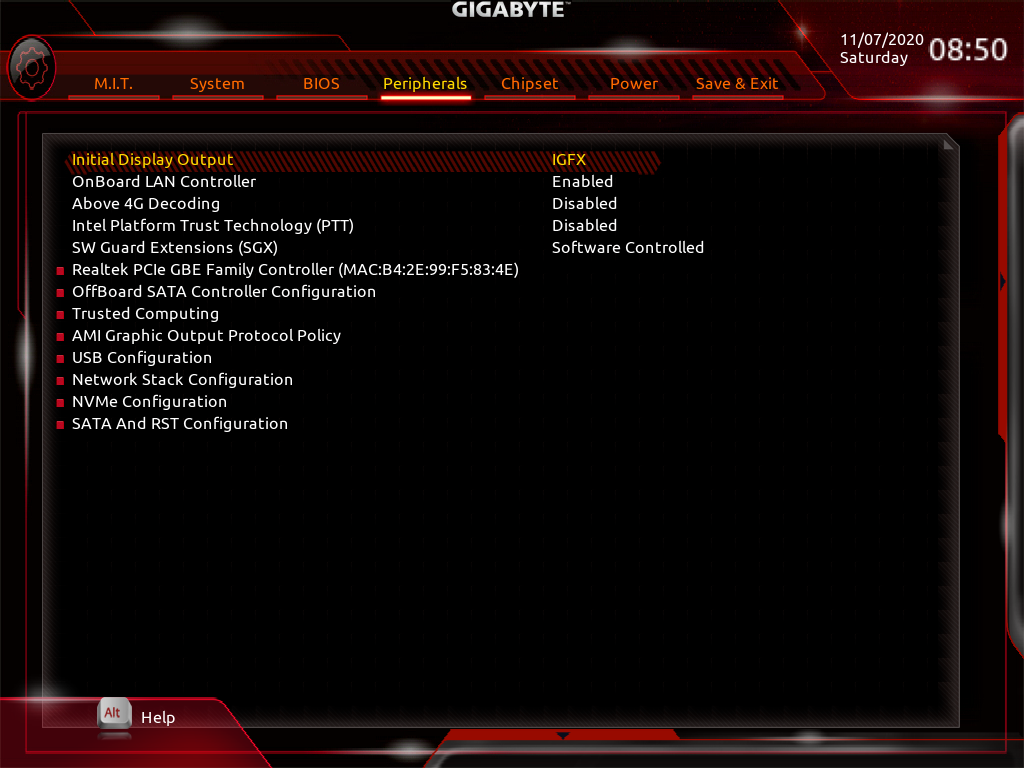 GIGABYTE™
11/07/2020 08:50
Saturday
M.I.T. System BIOS Peripherals Chipset Power Save & Exit
Initial Display Output IGFX
OnBoard LAN Controller Enabled
Above 4G Decoding Disabled
Intel Platform Trust Technology (PTT) Disabled
SW Guard Extensions (SGX) Software Controlled
Realtek PCIe GBE Family Controller (MAC:B4:2E:99:F5:83:4E)
OffBoard SATA Controller Configuration
Trusted Computing
AMI Graphic Output Protocol Policy
USB Configuration
Network Stack Configuration
NVMe Configuration
SATA And RST Configuration
Alt Help